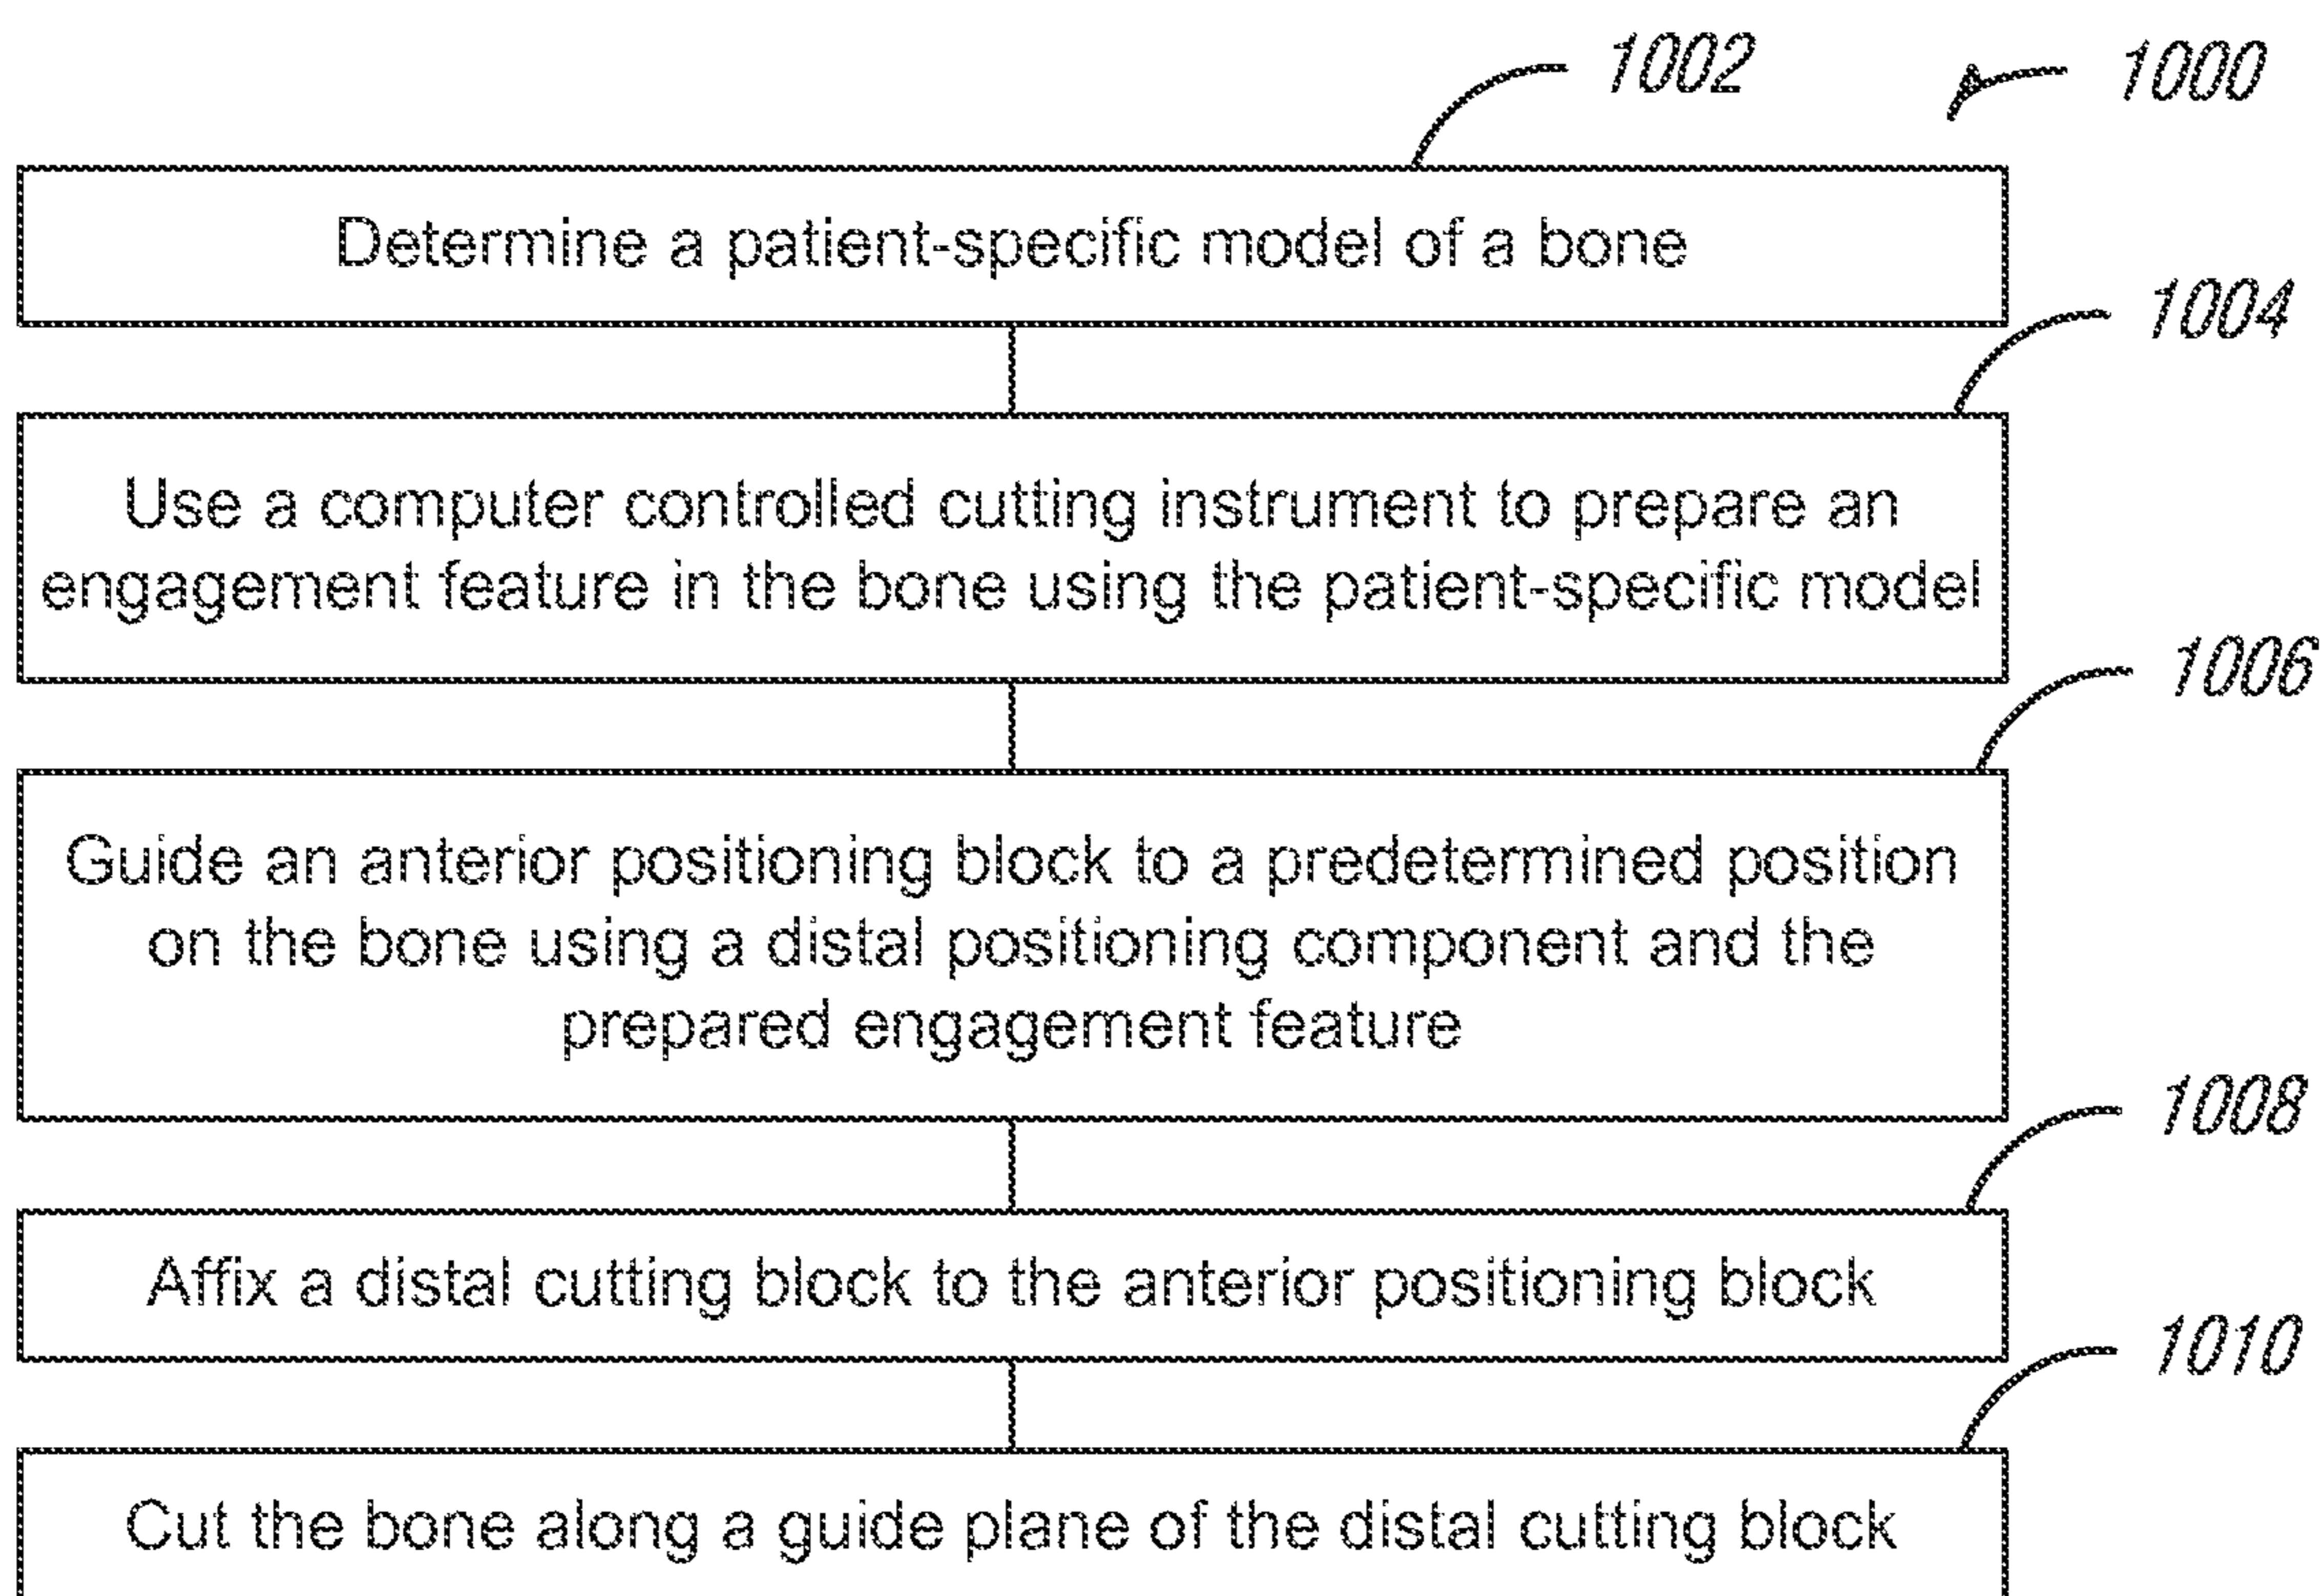 1002
1000
Determine a patient-specific model of a bone
1004
Use a computer controlled cutting instrument to prepare an
engagement feature in the bone using the patient-specific model
1006
Guide an anterior positioning block to a predetermined position
on the bone using a distal positioning component and the
prepared engagement feature
1008
Affix a distal cutting block to the anterior positioning block
1010
Cut the bone along a guide plane of the distal cutting block